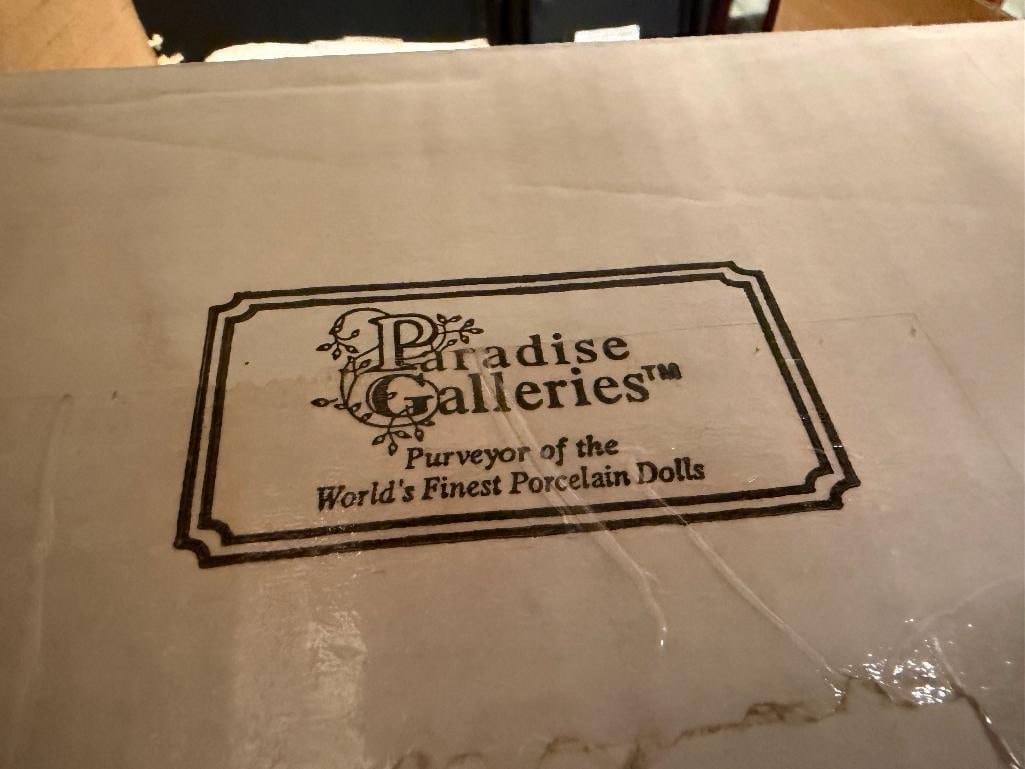 Paradise
Galleries™
Purveyor of the
World's Finest Porcelain Dolls